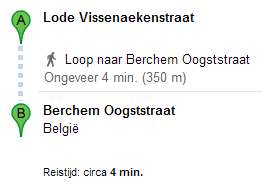 A
Lode Vissenaekenstraat
Loop naar Berchem Oogststraat
Ongeveer 4 min. (350 m)
B
Berchem Oogststraat
België
Reistijd: circa 4 min.